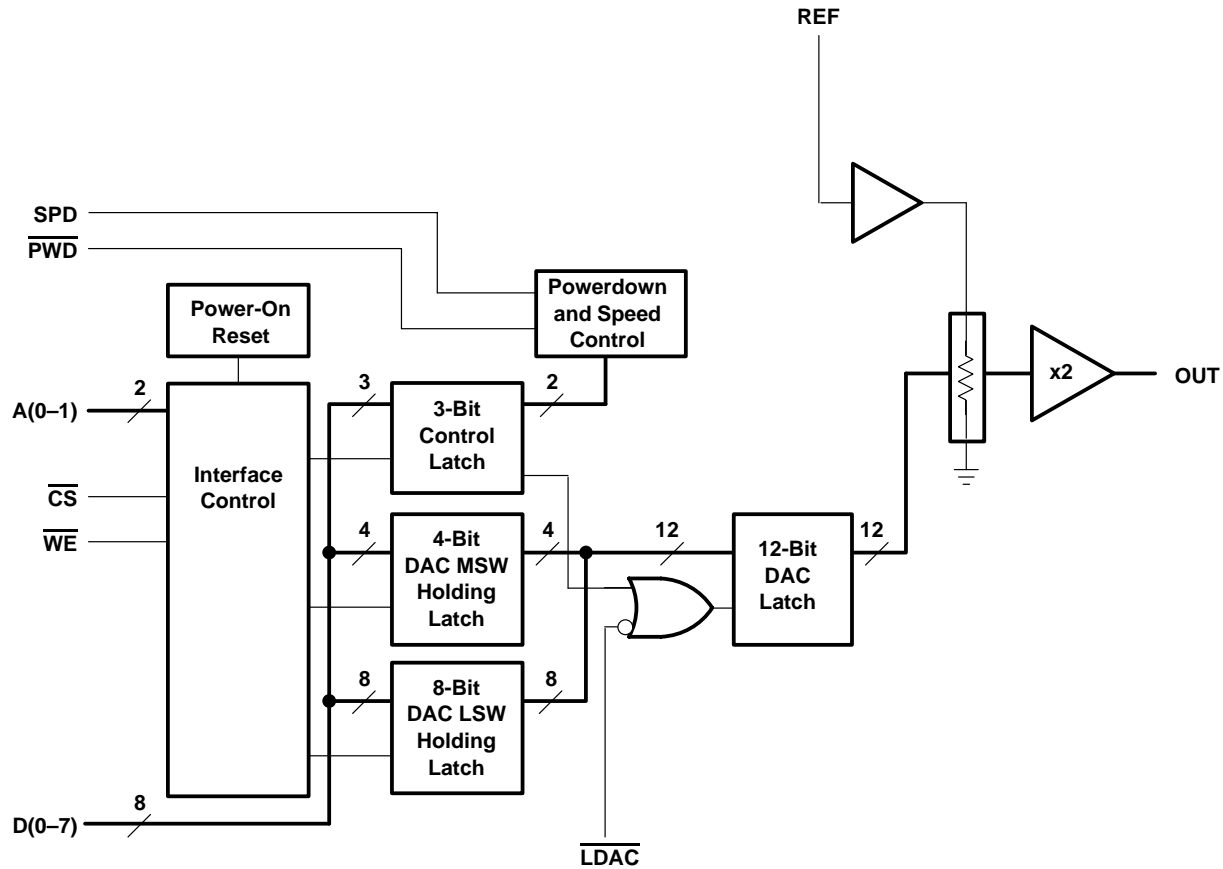 REF
SPD
PWD
Power-On
Reset
Powerdown
and Speed
Control
x2
OUT
2
A(0–1)
3
2
3-Bit
Control
Latch
Interface
Control
CS
WE
4
4
12
12
4-Bit
DAC MSW
Holding
Latch
12-Bit
DAC
Latch
8
8
8-Bit
DAC LSW
Holding
Latch
8
D(0–7)
LDAC